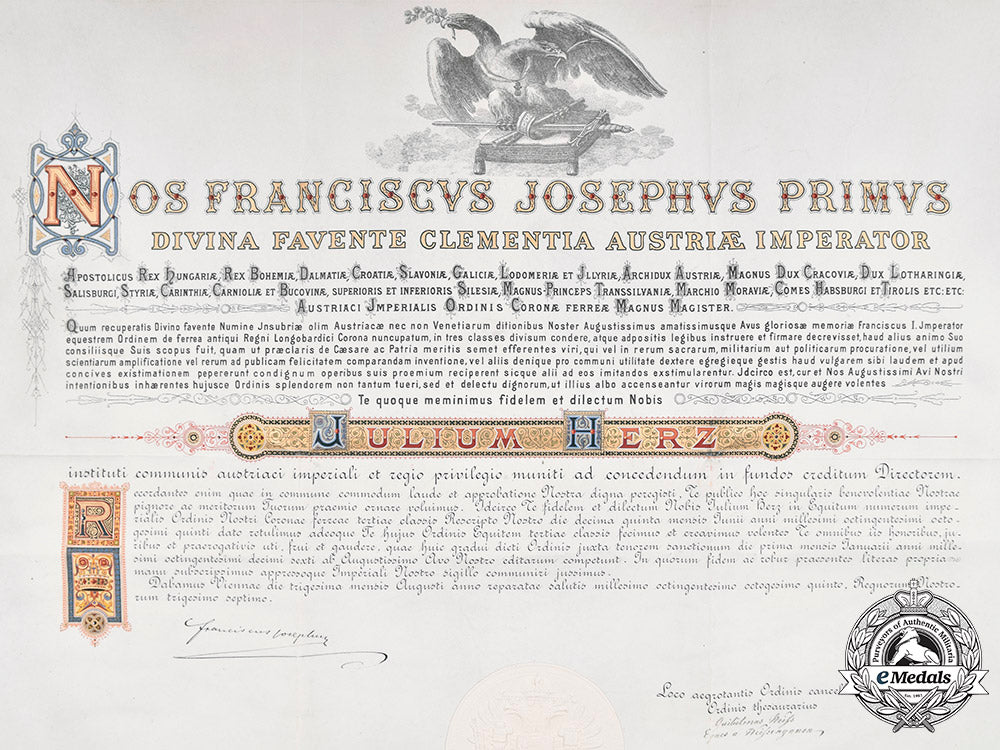 NOS FRANCISCVS JOSEPHVS PRIMVS
DIVINA FAVENTE CLEMENTIA AUSTRIÆ IMPERATOR
Apostolicus Rex Hungariæ, Rex Bohemiæ, Dalmatiæ, Croatiæ, Slavoniæ, Galiciæ, Lodomeriæ et Jllyriæ, Archidux Austriæ, Magnus Dux Cracoviæ, Dux Lotharingiæ,
Salisburgi, Styriæ, Carinthiæ, Carnioliæ et Bucovinæ, superioris et inferioris Silesiæ, Magnus-Princeps Transsilvaniæ, Marchio Moraviæ, Comes Habsburgi et Tirolis etc: etc:
Austriaci Jmperialis Ordinis Coronæ ferreæ Magnus Magister.
Quum recuperatis Divino favente Numine Jnsubriæ olim Austriacæ nec non Venetiarum ditionibus Noster Augustissimus amatissimusque Avus gloriosæ memoriæ Franciscus I. Jmperator
equestrem Ordinem de ferrea antiqui Regni Longobardici Corona nuncupatum, in tres classes divisum condere, atque adpositis legibus instruere et firmare decrevisset, haud alius animo Suo
consiliisque Suis scopus fuit, quam ut præclaris de Cæsare ac Patria meritis semet efferentes viri, qui vel in rerum sacrarum, militarium aut politicarum procuratione, vel utilium
scientiarum amplificatione vel rerum ad publicam felicitatem comparandam inventione, vel aliis denique pro communi utilitate dextere egregieque gestis haud vulgarem sibi laudem et apud
concives existimationem pepererunt condignum operibus suis proemium reciperent sicque alii ad eos imitandos exstimularentur. Jdcirco est, cur et Nos Augustissimi Avi Nostri
intentionibus inhærentes hujusce Ordinis splendorem non tantum tueri, sed et delectu dignorum, ut illius albo accenseantur virorum magis magisque augere volentes
Te quoque meminimus fidelem et dilectum Nobis
JULIUM HERZ
instituti communis austriaci imperiali et regio privilegio muniti ad concedendum in fundos creditum Directorem.
Recordantes enim quae in commune commodum laude et approbatione Nostra digna peregisti, Te publico hoc singularis benevolentiae Nostrae
pignore ac meritorum Tuorum praemio ornare voluimus. Idcirco Te fidelem et dilectum Nobis Iulium Herz in Equitum numerum impe-
rialis Ordinis Nostri Coronae ferreae tertiae classis Rescripto Nostro die decima quinta mensis Iunii anni millesimi octingentesimi octo-
gesimi quinti dato retulimus adeoque Te hujus Ordinis Equitem tertiae classis fecimus et creavimus volentes Te omnibus iis honoribus, ju-
ribus et praerogativis uti, frui et gaudere, quae huic gradui dicti Ordinis juxta tenorem sanctionum die prima mensis Ianuarii anni mille-
simi octingentesimi decimi sexti ab Augustissimo Avo Nostro editarum competunt. In quorum fidem ac robur praesentes literas propria
manu subscripsimus appressoque Imperiali Nostro sigillo communiri jussimus.
Dabamus Viennae die trigesima mensis Augusti anno reparatae salutis millesimo octingentesimo octogesimo quinto, Regnorum Nostro-
rum trigesimo septimo.
Franciscus Josephus
Loco aegrotantis Ordinis cancel
Ordinis thesaurarius
Purveyors of Authentic Militaria
eMedals
Est. 1967